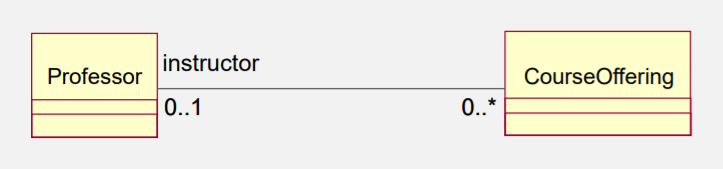 instructor
Professor
CourseOffering
0..1
0..*